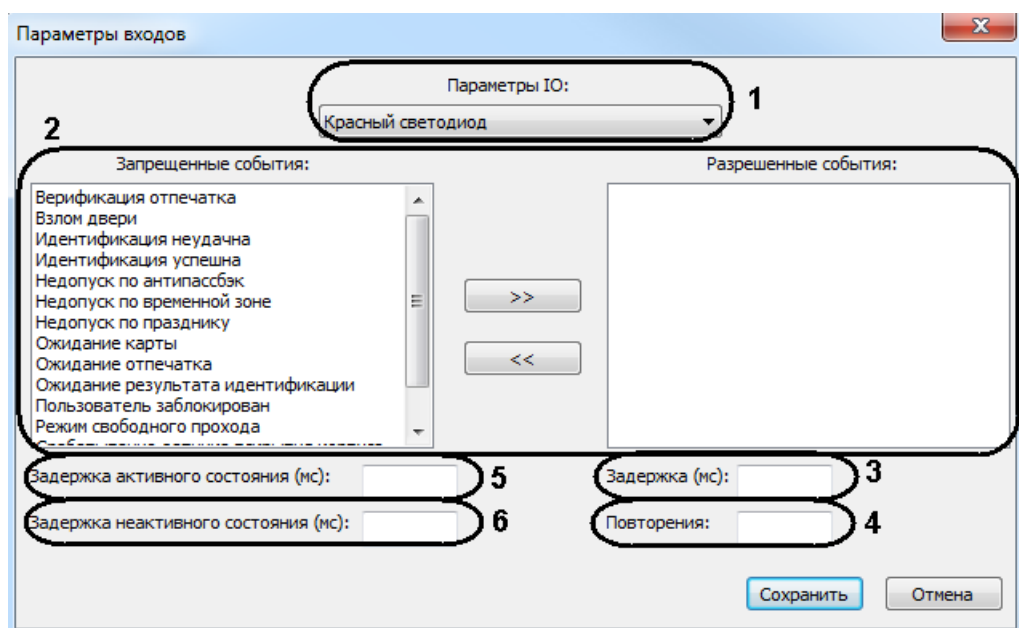 Параметры входов
Параметры IO:
1
Красный светодиод
2
Запрещенные события:
Разрешенные события:
Верификация отпечатка
Взлом двери
Идентификация неудачна
Идентификация успешна
Недопуск по антипассбэк
Недопуск по временной зоне
Недопуск по празднику
Ожидание карты
Ожидание отпечатка
Ожидание результата идентификации
Пользователь заблокирован
Режим свободного прохода
>>
<<
Задержка активного состояния (мс):
5
Задержка (мс):
3
Задержка неактивного состояния (мс):
6
Повторения:
4
Сохранить
Отмена